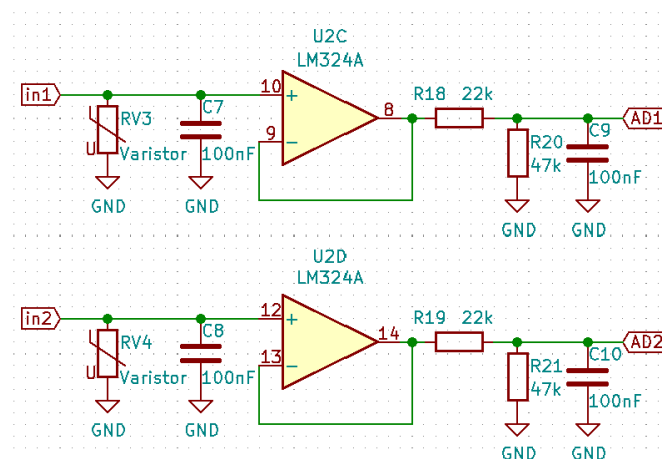 U2C
LM324A
in1
10
+
8
R18 22k
AD1
RV3
C7
9
−
U
Varistor
100nF
R20
47k
C9
100nF
GND
GND
GND
GND
U2D
LM324A
in2
12
+
14
R19 22k
AD2
RV4
C8
13
−
U
Varistor
100nF
R21
47k
C10
100nF
GND
GND
GND
GND